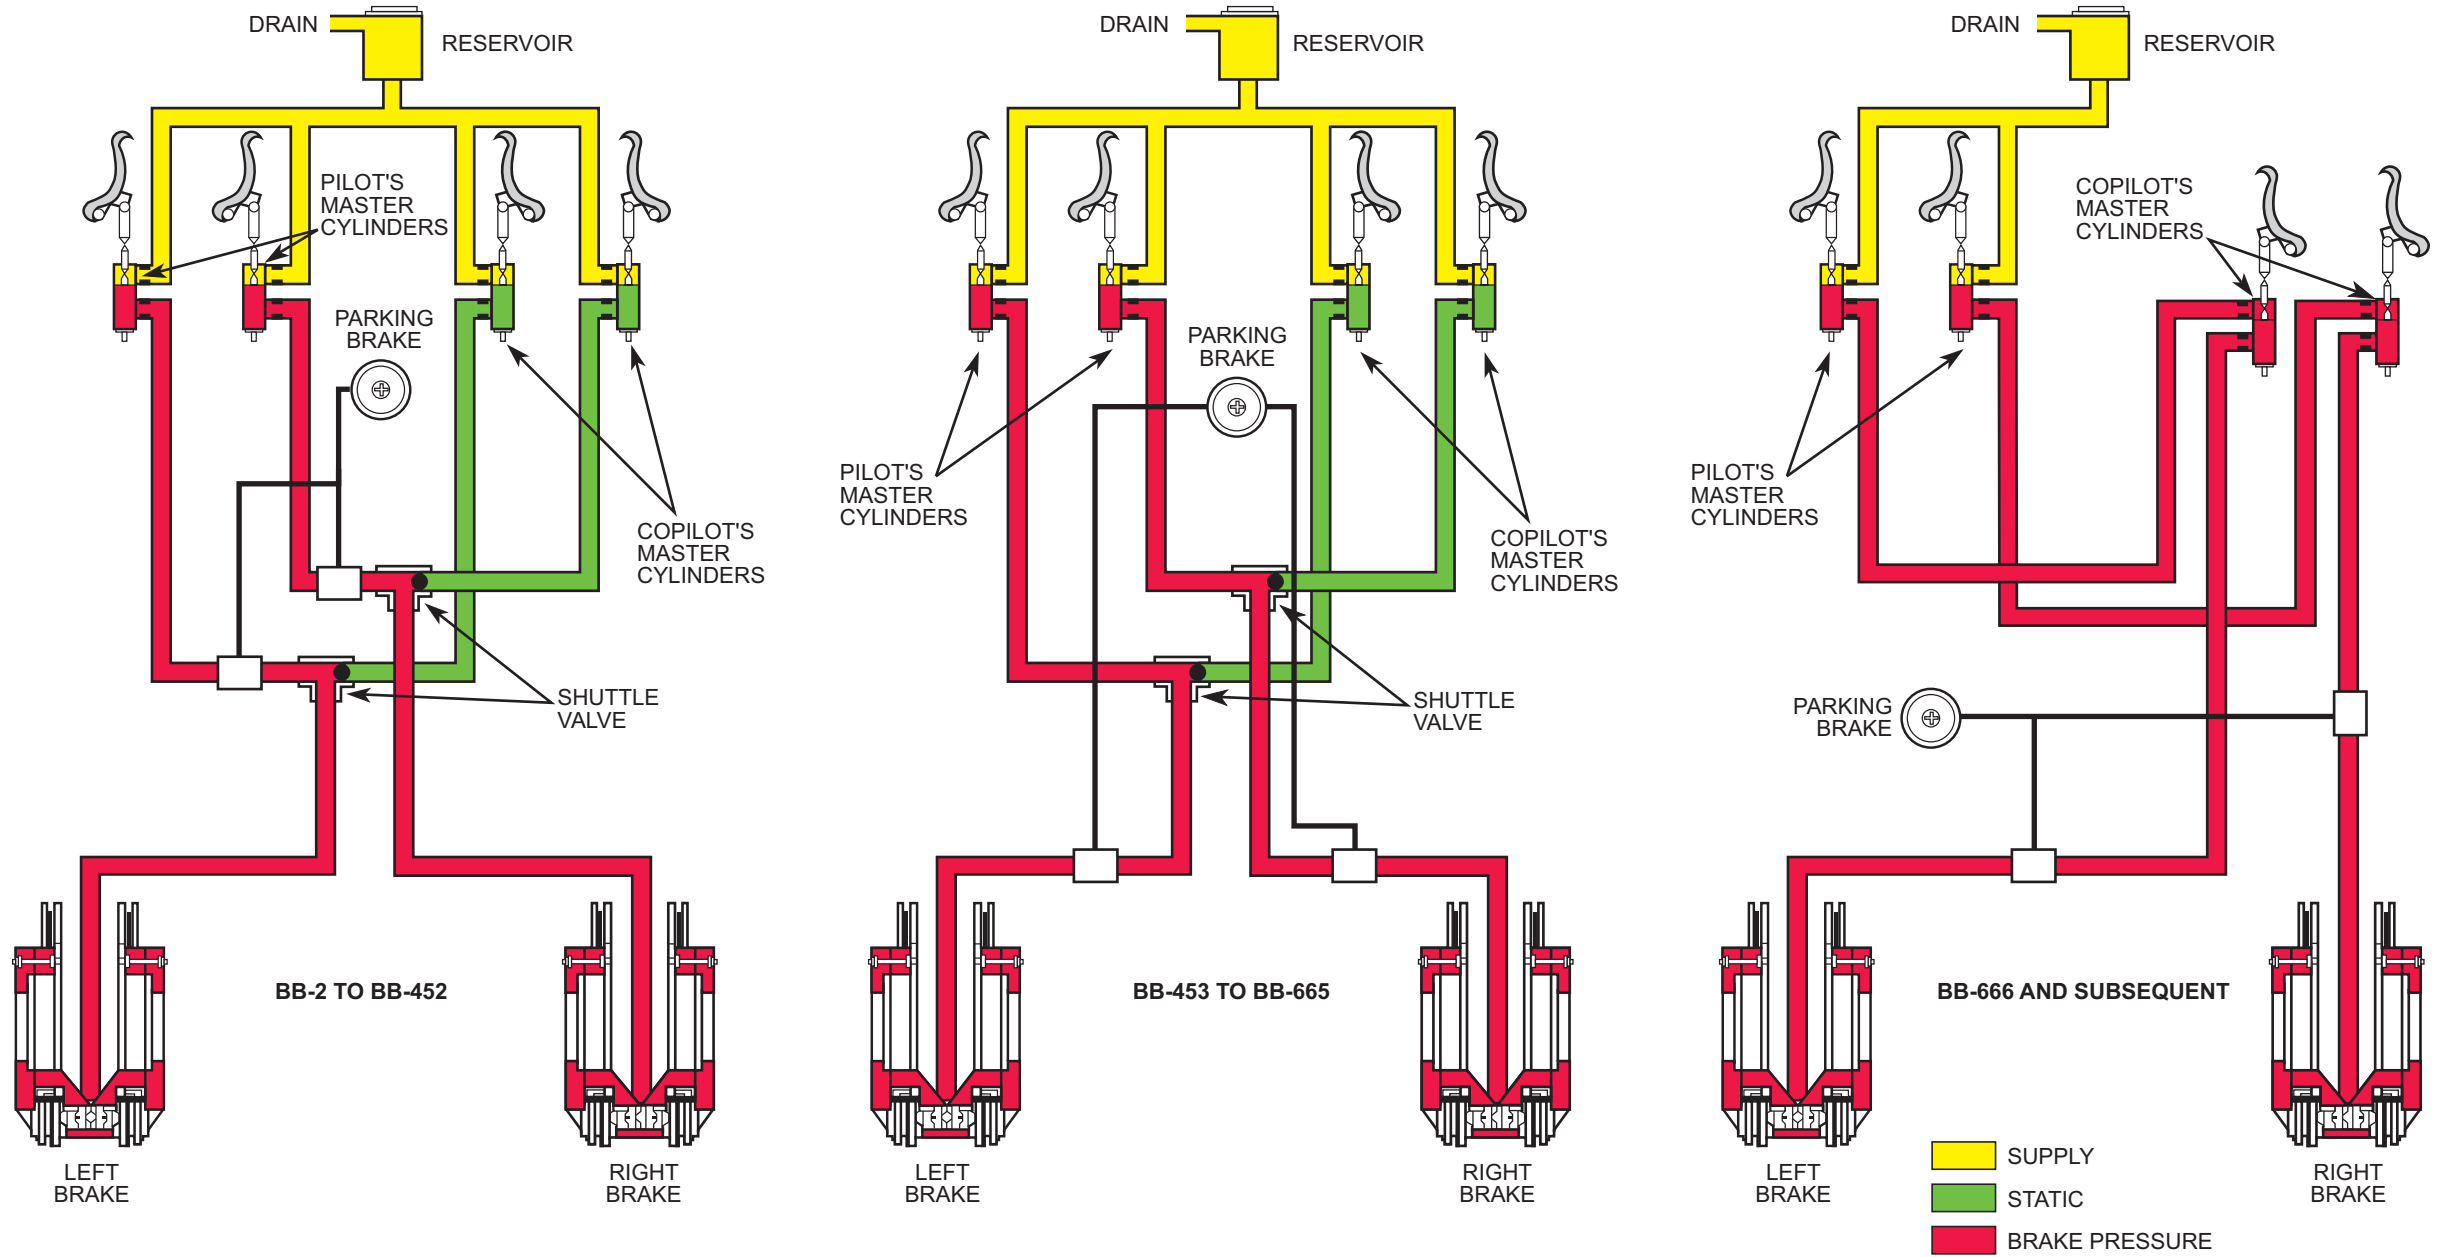 DRAIN
RESERVOIR
PILOT'S
MASTER
CYLINDERS
PARKING
BRAKE
COPILOT'S
MASTER
CYLINDERS
SHUTTLE
VALVE
BB-2 TO BB-452
LEFT
BRAKE
RIGHT
BRAKE
DRAIN
RESERVOIR
PARKING
BRAKE
PILOT'S
MASTER
CYLINDERS
COPILOT'S
MASTER
CYLINDERS
SHUTTLE
VALVE
BB-453 TO BB-665
LEFT
BRAKE
RIGHT
BRAKE
DRAIN
RESERVOIR
COPILOT'S
MASTER
CYLINDERS
PILOT'S
MASTER
CYLINDERS
PARKING
BRAKE
BB-666 AND SUBSEQUENT
LEFT
BRAKE
RIGHT
BRAKE
SUPPLY
STATIC
BRAKE PRESSURE